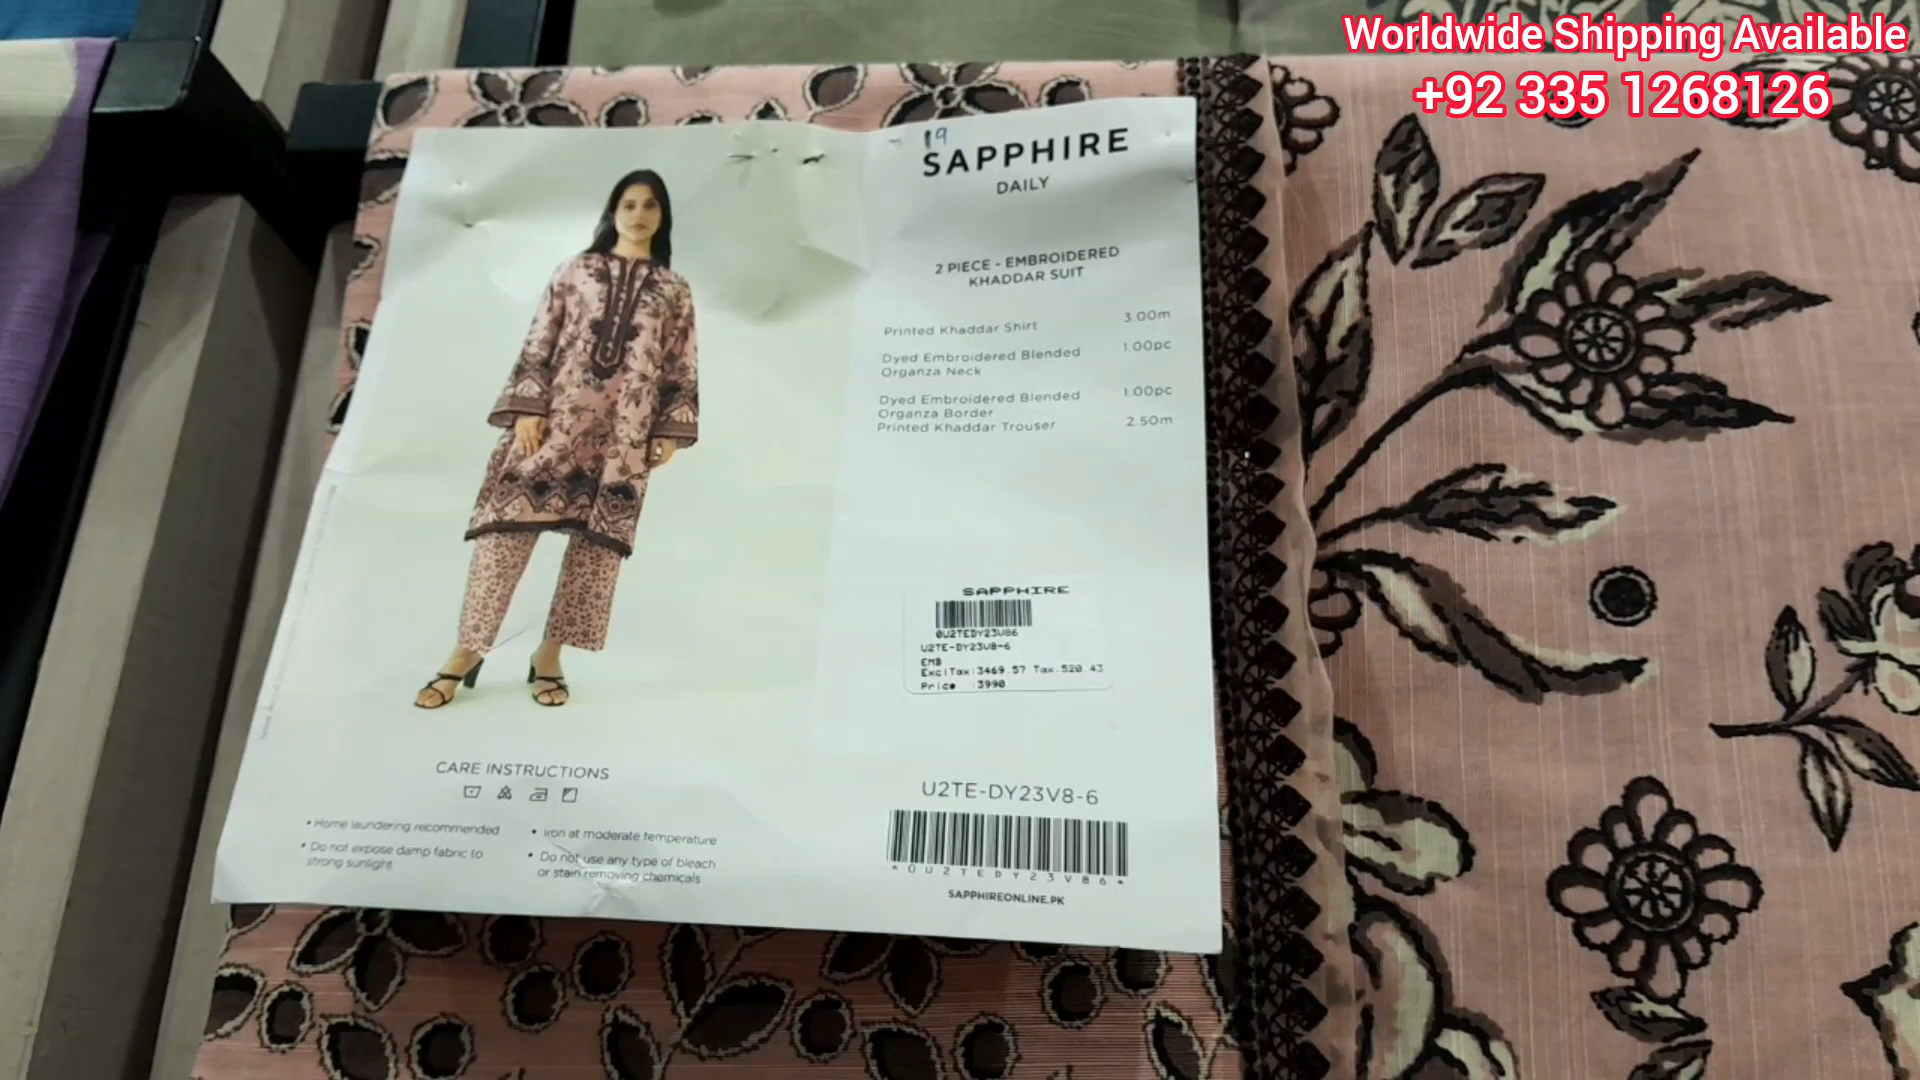 Worldwide Shipping Available
+92 335 1268126
19
SAPPHIRE
DAILY
2 PIECE - EMBROIDERED
KHADDAR SUIT
Printed Khaddar Shirt 3.00m
Dyed Embroidered Blended 1.00pc
Organza Neck
Dyed Embroidered Blended 1.00pc
Organza Border
Printed Khaddar Trouser 2.50m
SAPPHIRE
0U2TEDY23V86
U2TE-DY23V8-6
EMB
ExclTax:3469.57 Tax:520.43
Price :3990
CARE INSTRUCTIONS
• Home laundering recommended
• Do not expose damp fabric to
strong sunlight
• Iron at moderate temperature
• Do not use any type of bleach
or stain removing chemicals
U2TE-DY23V8-6
*0U2TEDY23V86*
SAPPHIREONLINE.PK